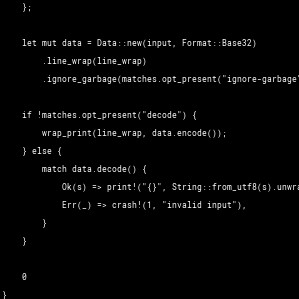 };
let mut data = Data::new(input, Format::Base32)
.line_wrap(line_wrap)
.ignore_garbage(matches.opt_present("ignore-garbage"
if !matches.opt_present("decode") {
wrap_print(line_wrap, data.encode());
} else {
match data.decode() {
Ok(s) => print!("{}", String::from_utf8(s).unwra
Err(_) => crash!(1, "invalid input"),
}
}
0
}